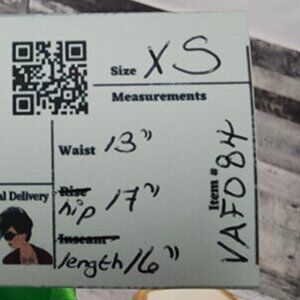 Size XS
Measurements
Waist 13"
al Delivery
Rise
hip 17"
Inseam
length 16"
Item # VAF084